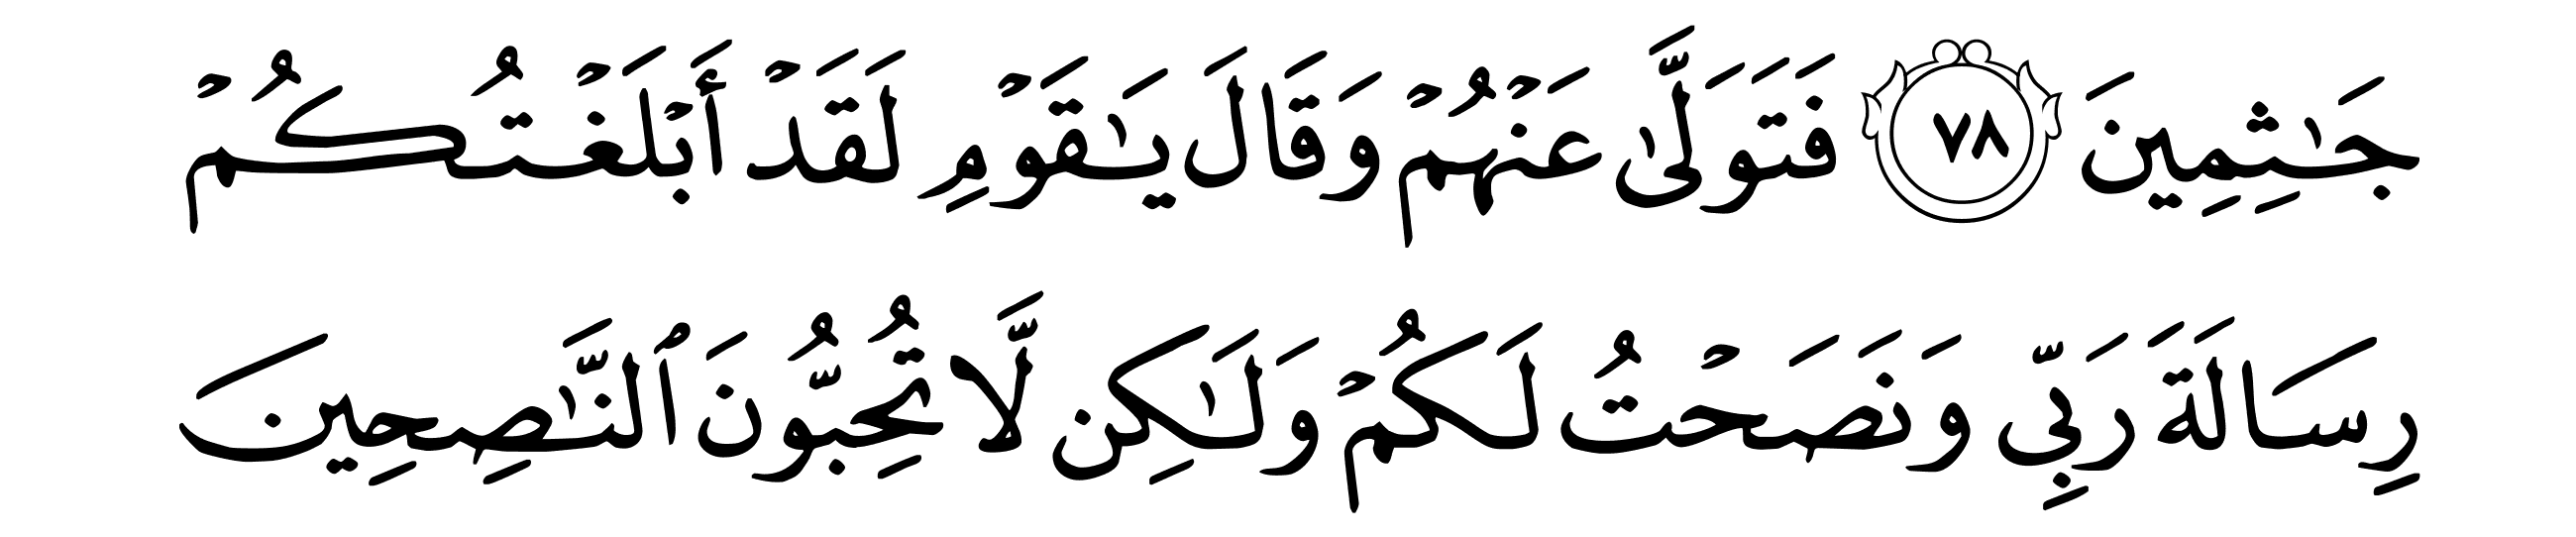 جَٰثِمِينَ ٧٨ فَتَوَلَّىٰ عَنْهُمْ وَقَالَ يَٰقَوْمِ لَقَدْ أَبْلَغْتُكُمْ
رِسَالَةَ رَبِّي وَنَصَحْتُ لَكُمْ وَلَٰكِن لَّا تُحِبُّونَ ٱلنَّٰصِحِينَ